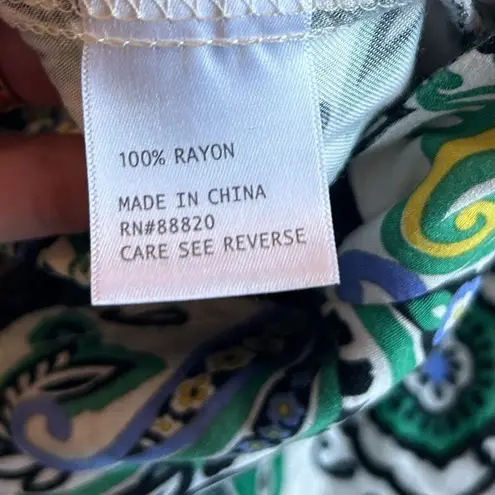 100% RAYON
MADE IN CHINA
RN#88820
CARE SEE REVERSE